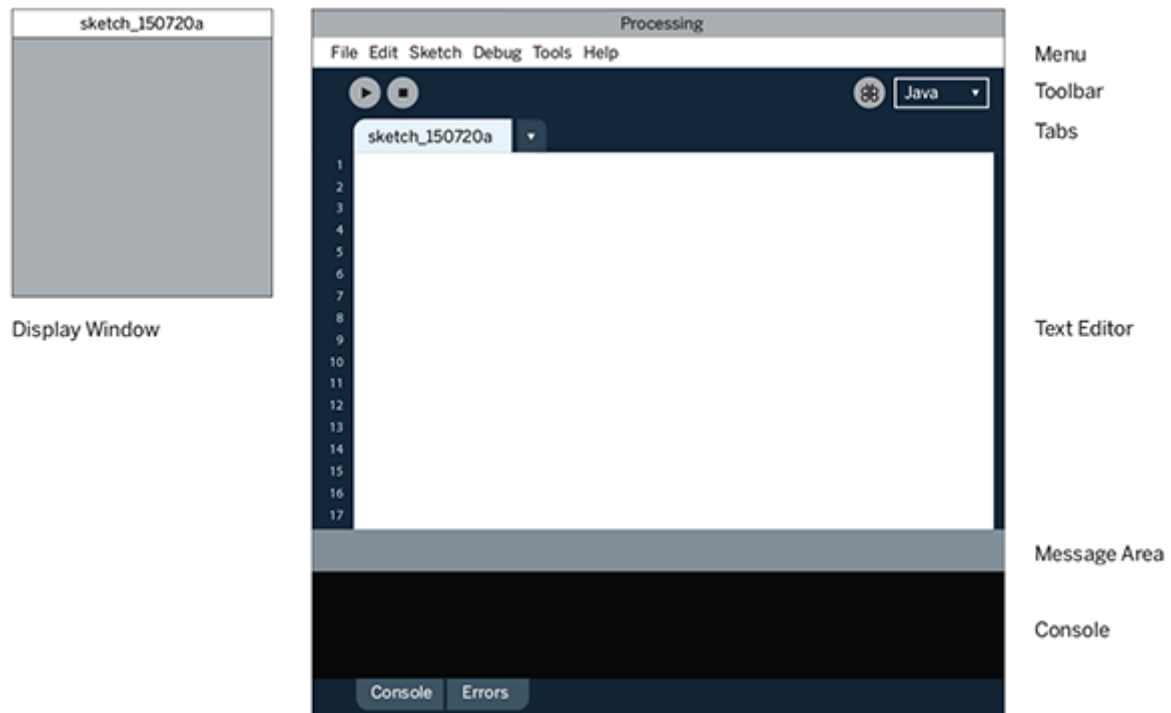 sketch_150720a
Display Window
Processing
File Edit Sketch Debug Tools Help
Java
sketch_150720a
1
2
3
4
5
6
7
8
9
10
11
12
13
14
15
16
17
Console Errors
Menu
Toolbar
Tabs
Text Editor
Message Area
Console